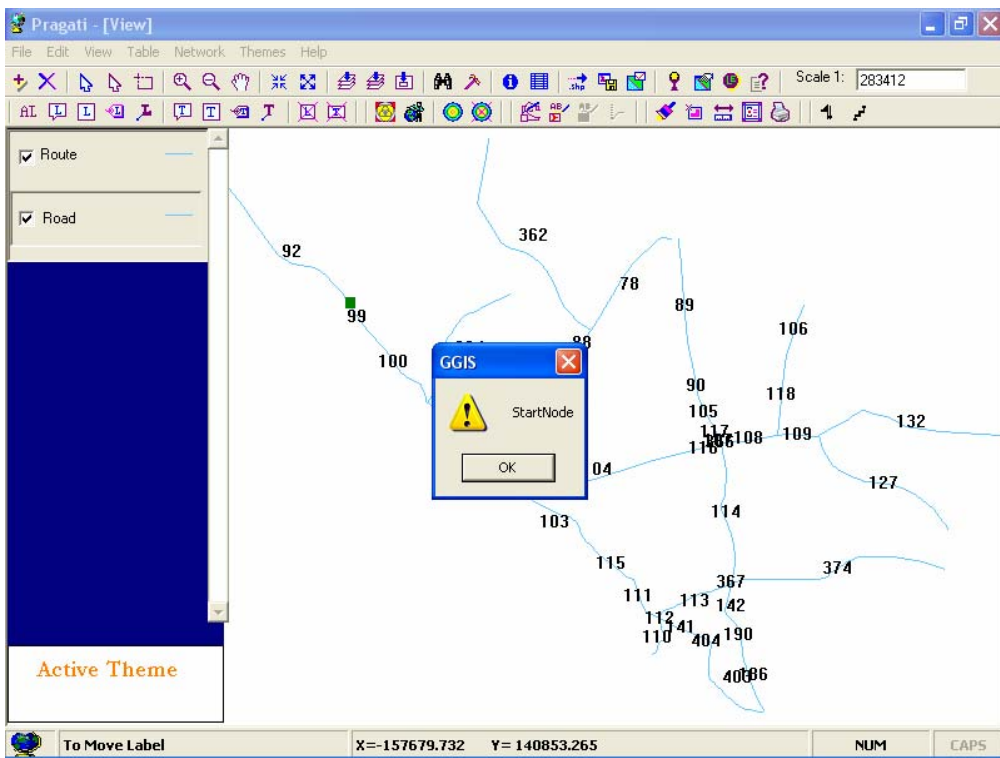 Pragati - [View]
File Edit View Table Network Themes Help
Scale 1: 283412
Route
Road
Active Theme
362
92
78
99
89
106
88
100
GGIS
StartNode
OK
90
118
105
132
117
108
109
116
04
127
103
114
115
374
367
111
113
142
112
141
110
404
190
186
To Move Label
X=-157679.732 Y= 140853.265
NUM
CAPS